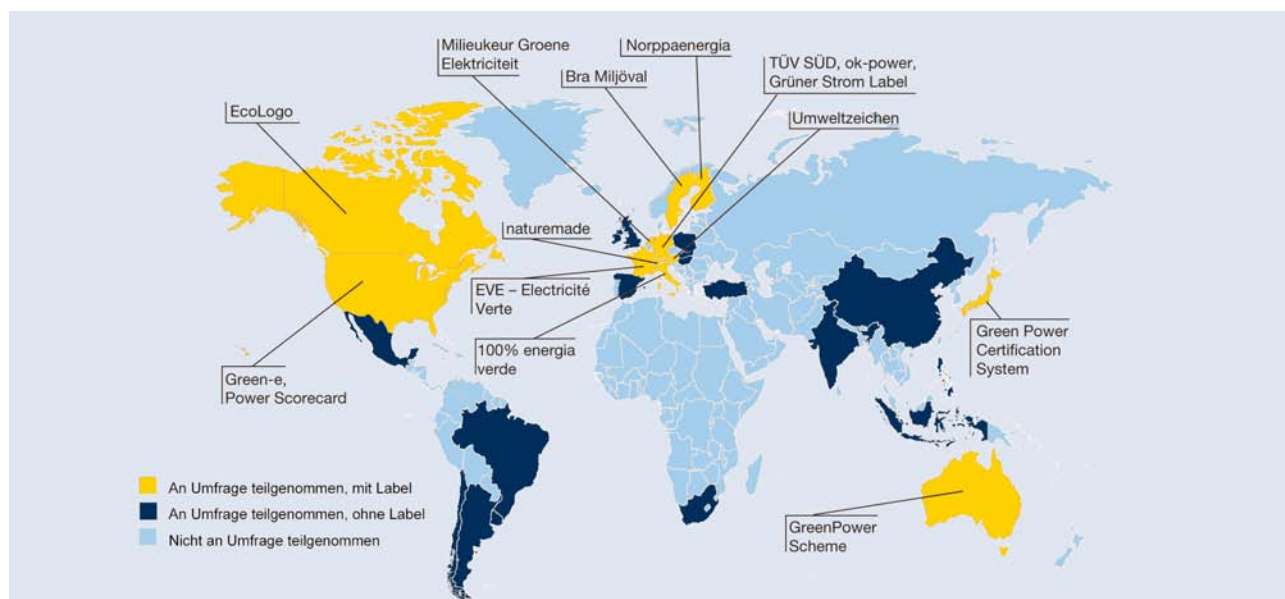 Milieukeur Groene
Elektriciteit
Norppaenergia
Bra Miljöval
TÜV SÜD, ok-power,
Grüner Strom Label
EcoLogo
Umweltzeichen
naturemade
EVE – Electricité
Verte
100% energia
verde
Green Power
Certification
System
Green-e,
Power Scorecard
An Umfrage teilgenommen, mit Label
An Umfrage teilgenommen, ohne Label
Nicht an Umfrage teilgenommen
GreenPower
Scheme